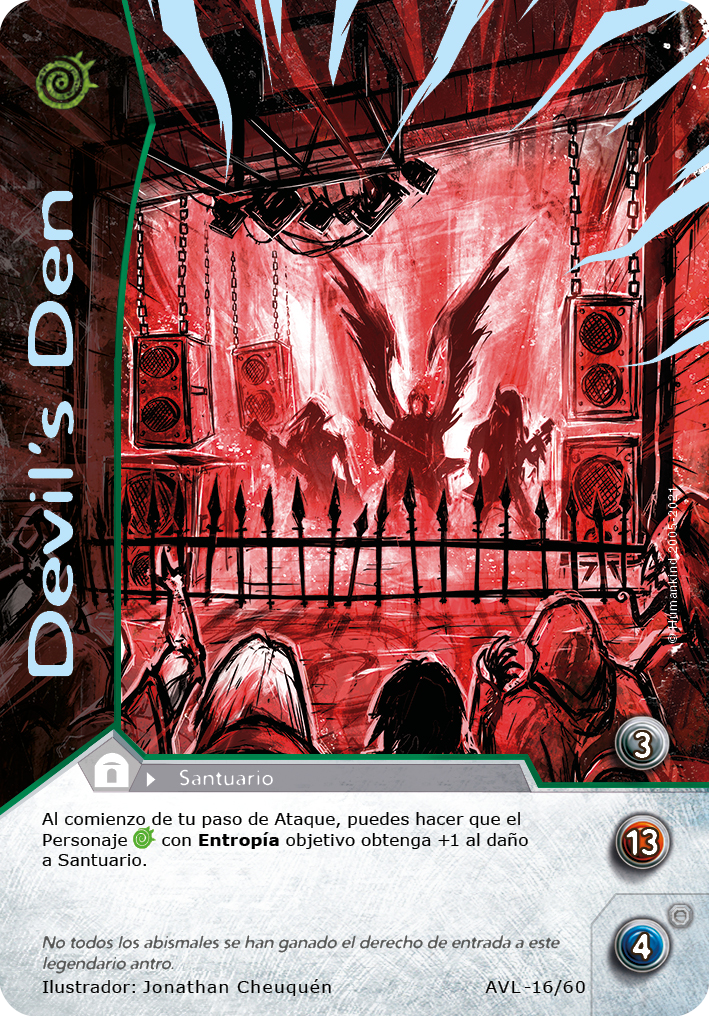 Devil's Den
© Humankind 2005-2021
3
Santuario
Al comienzo de tu paso de Ataque, puedes hacer que el
Personaje con Entropía objetivo obtenga +1 al daño
a Santuario.
13
No todos los abismales se han ganado el derecho de entrada a este
legendario antro.
4
Ilustrador: Jonathan Cheuquén AVL -16/60